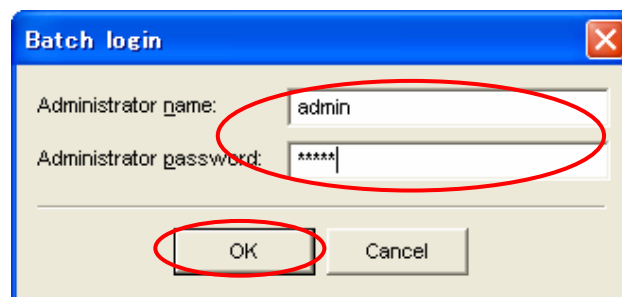 Batch login
Administrator name: admin
Administrator password: *****
OK Cancel